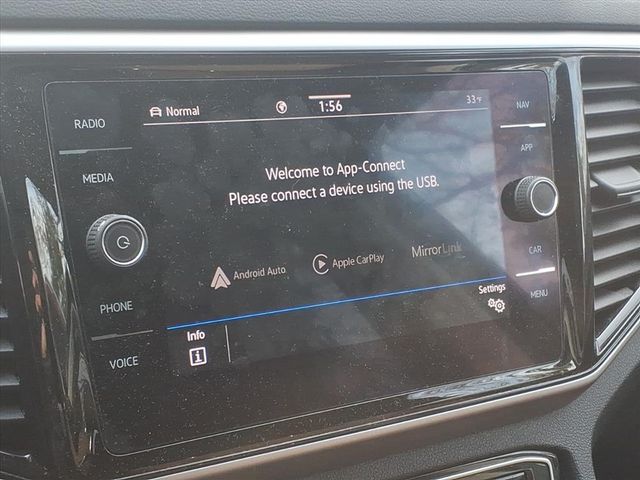 RADIO
MEDIA
PHONE
VOICE
Normal
1:56
33°F
Welcome to App-Connect
Please connect a device using the USB.
Android Auto
Apple CarPlay
MirrorLink
Settings
Info
i
NAV
APP
CAR
MENU